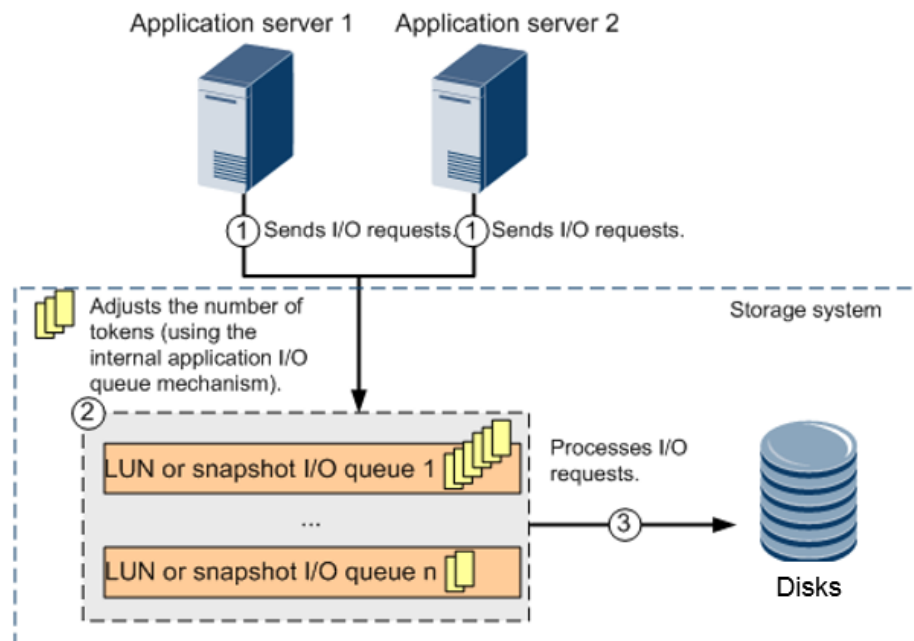 Application server 1
Application server 2
1 Sends I/O requests.
1 Sends I/O requests.
Adjusts the number of
tokens (using the
internal application I/O
queue mechanism).
Storage system
2
LUN or snapshot I/O queue 1
...
LUN or snapshot I/O queue n
Processes I/O
requests.
3
Disks